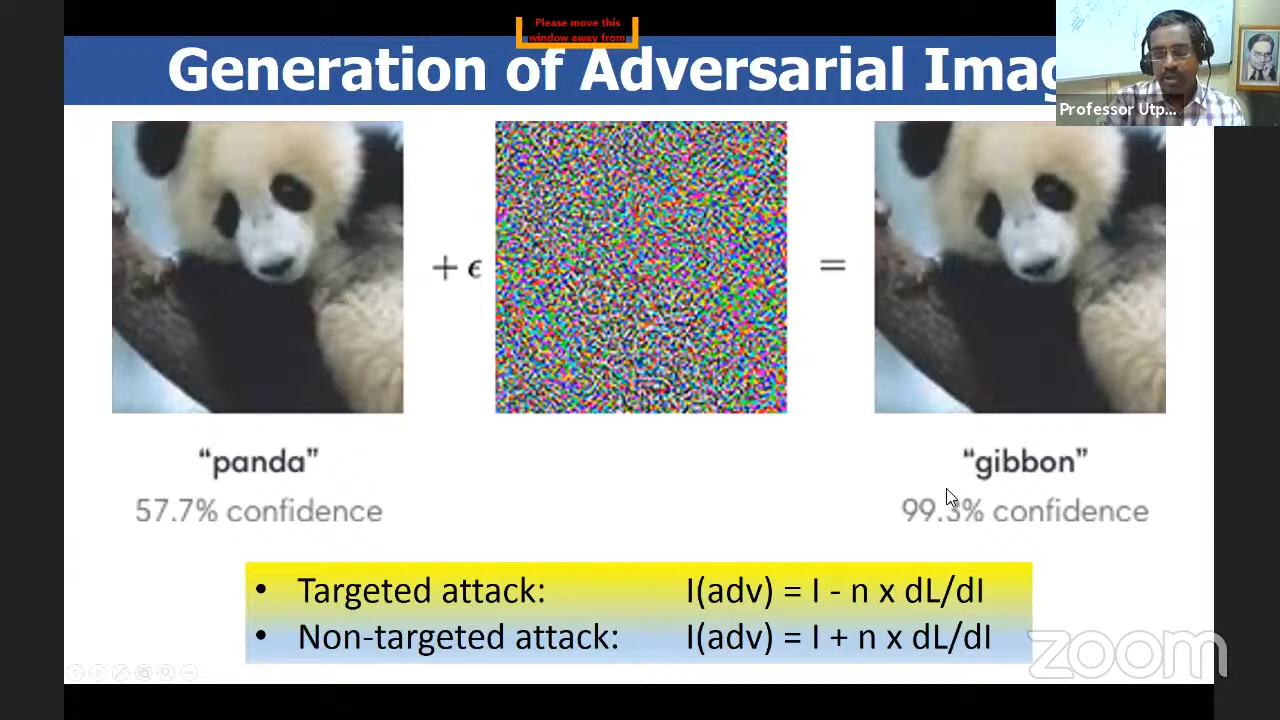 Please move this
window away from
Generation of Adversarial Imag
Professor Utp...
+ ϵ
=
“panda”
“gibbon”
57.7% confidence
99.3% confidence
• Targeted attack: I(adv) = I - n x dL/dI
• Non-targeted attack: I(adv) = I + n x dL/dI
zoom